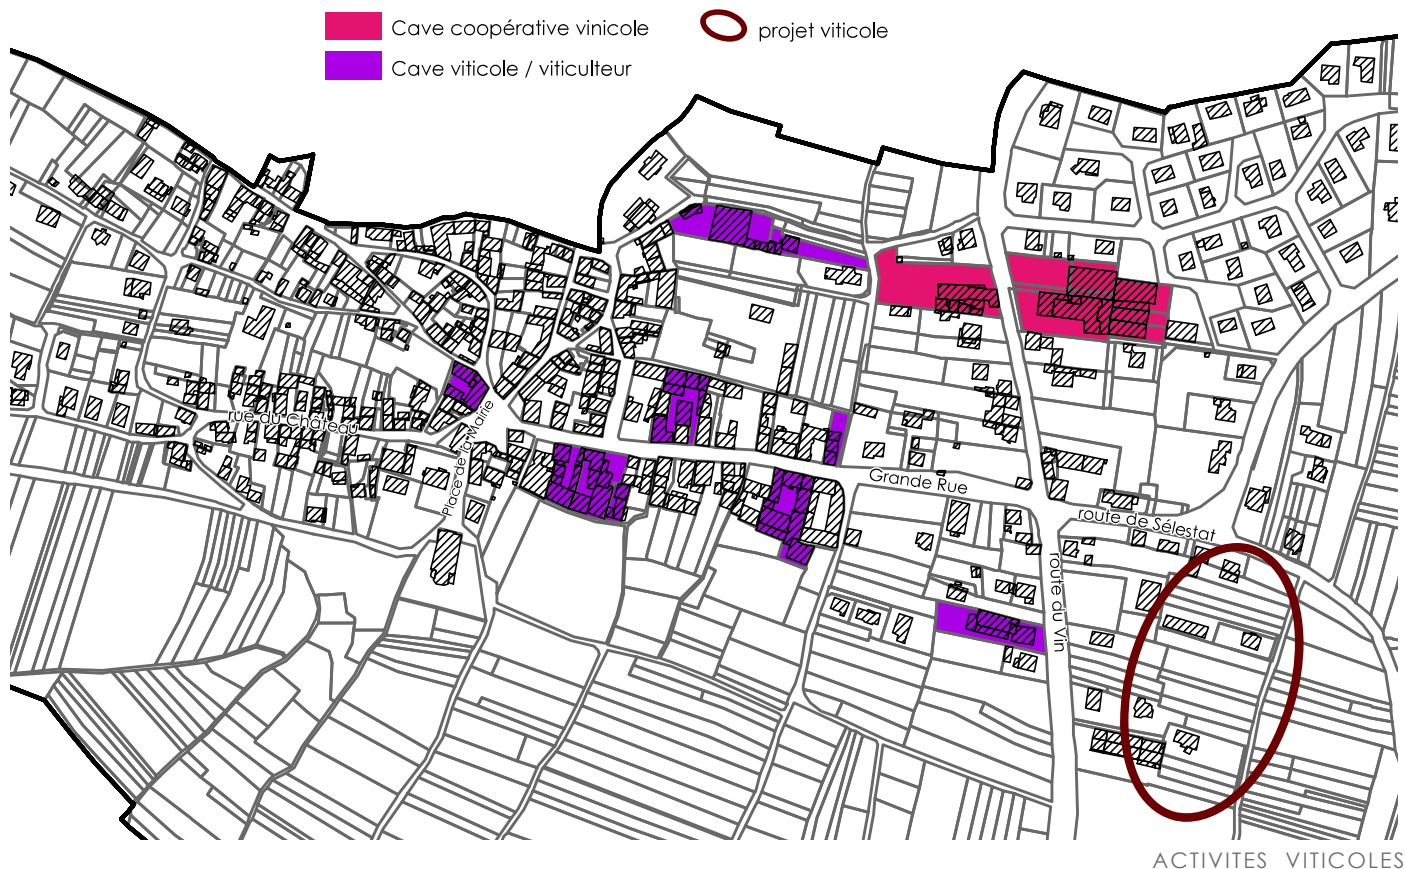 Cave coopérative vinicole
projet viticole
Cave viticole / viticulteur
rue du Château
Place de la Mairie
Grande Rue
route de Sélestat
route du Vin
ACTIVITES VITICOLES